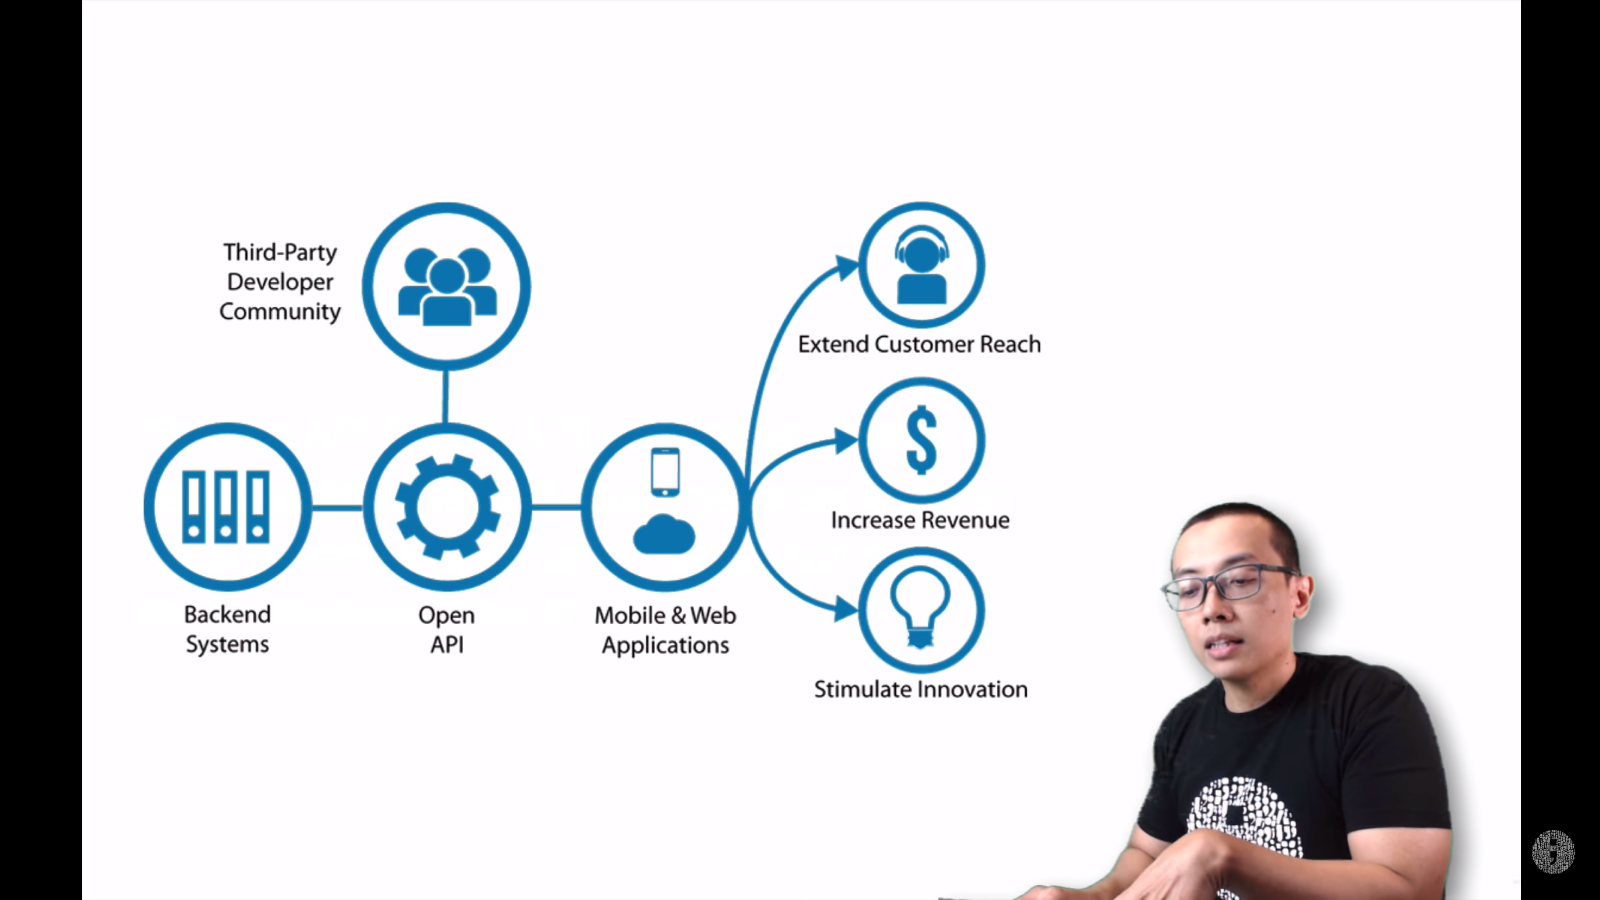 Third-Party
Developer
Community
Extend Customer Reach
$
Increase Revenue
Backend
Systems
Open
API
Mobile & Web
Applications
Stimulate Innovation